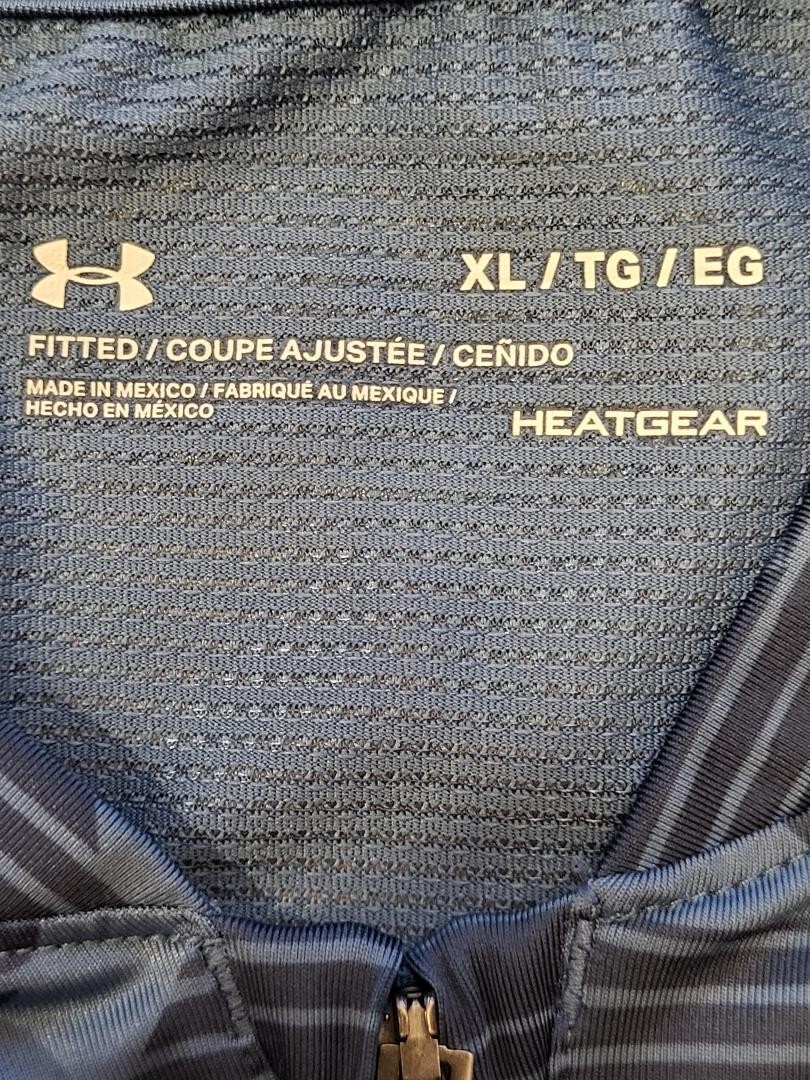 XL / TG / EG
FITTED / COUPE AJUSTÉE / CEÑIDO
MADE IN MEXICO / FABRIQUÉ AU MEXIQUE /
HECHO EN MÉXICO
HEATGEAR